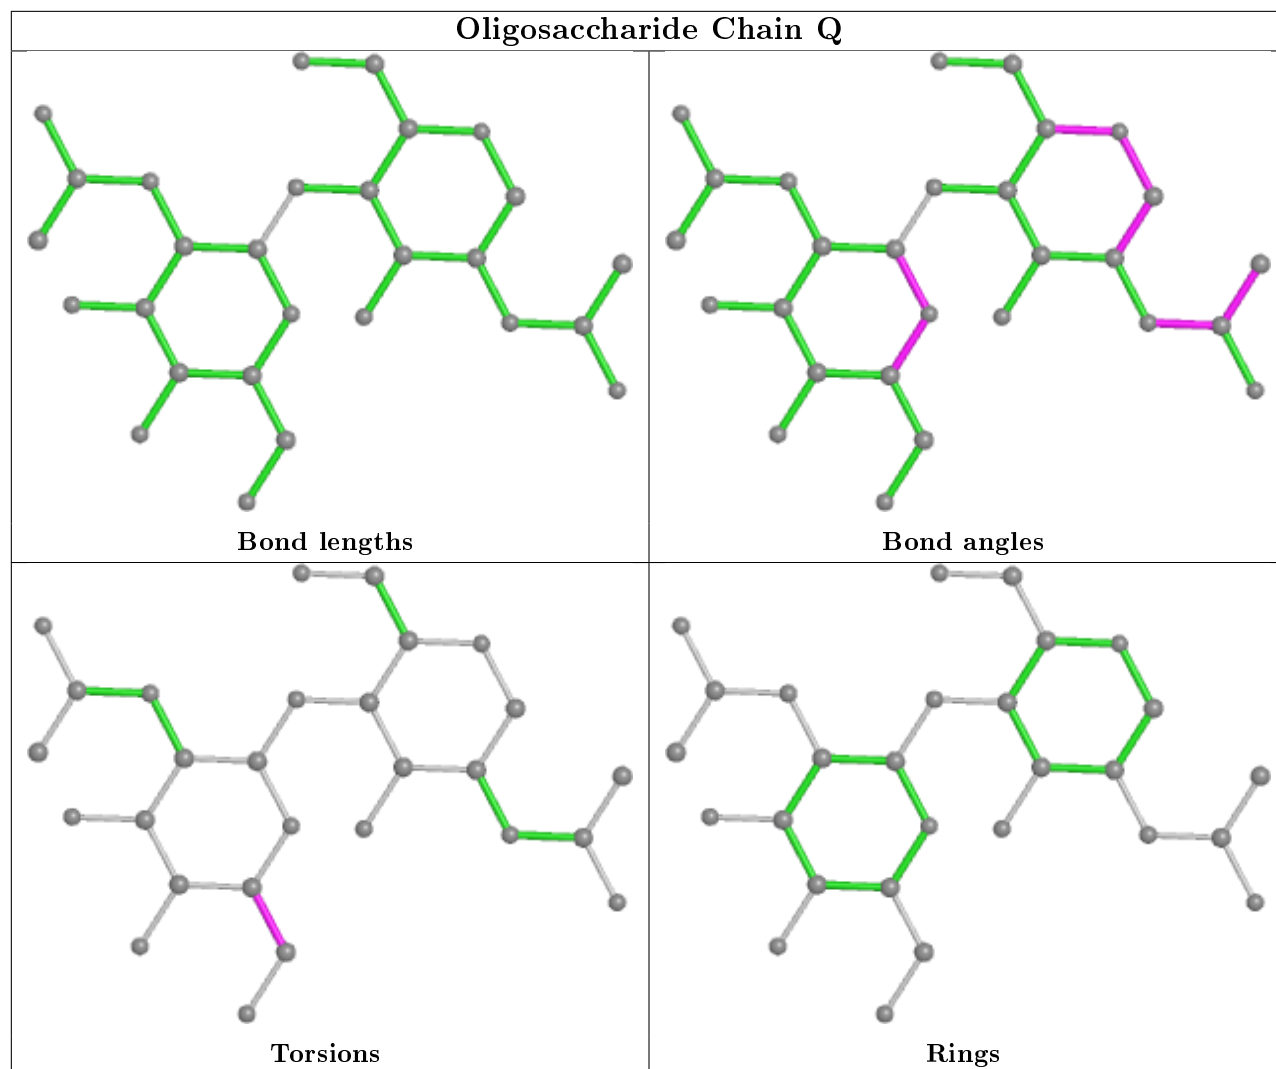 Oligosaccharide Chain Q
Bond lengths
Bond angles
Torsions
Rings